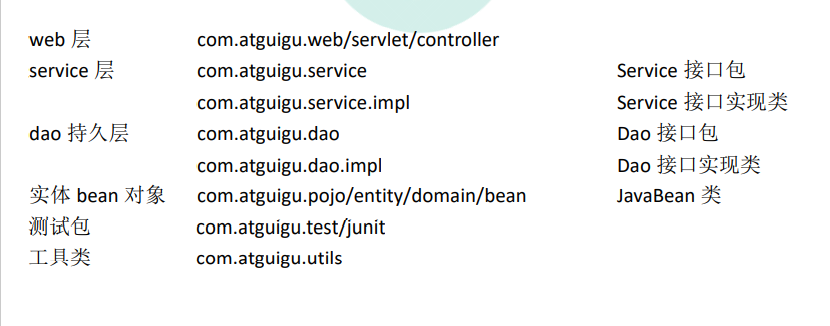 web 层 com.atguigu.web/servlet/controller
service 层 com.atguigu.service Service 接口包
com.atguigu.service.impl Service 接口实现类
dao 持久层 com.atguigu.dao Dao 接口包
com.atguigu.dao.impl Dao 接口实现类
实体 bean 对象 com.atguigu.pojo/entity/domain/bean JavaBean 类
测试包 com.atguigu.test/junit
工具类 com.atguigu.utils